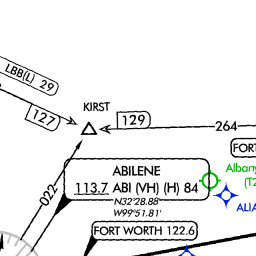 LBB(L) 29
127
KIRST
129
264
FORT
Albany
(T2
ABILENE
113.7 ABI (VH) (H) 84
N32°28.88'
W99°51.81'
022
ALIA
FORT WORTH 122.6